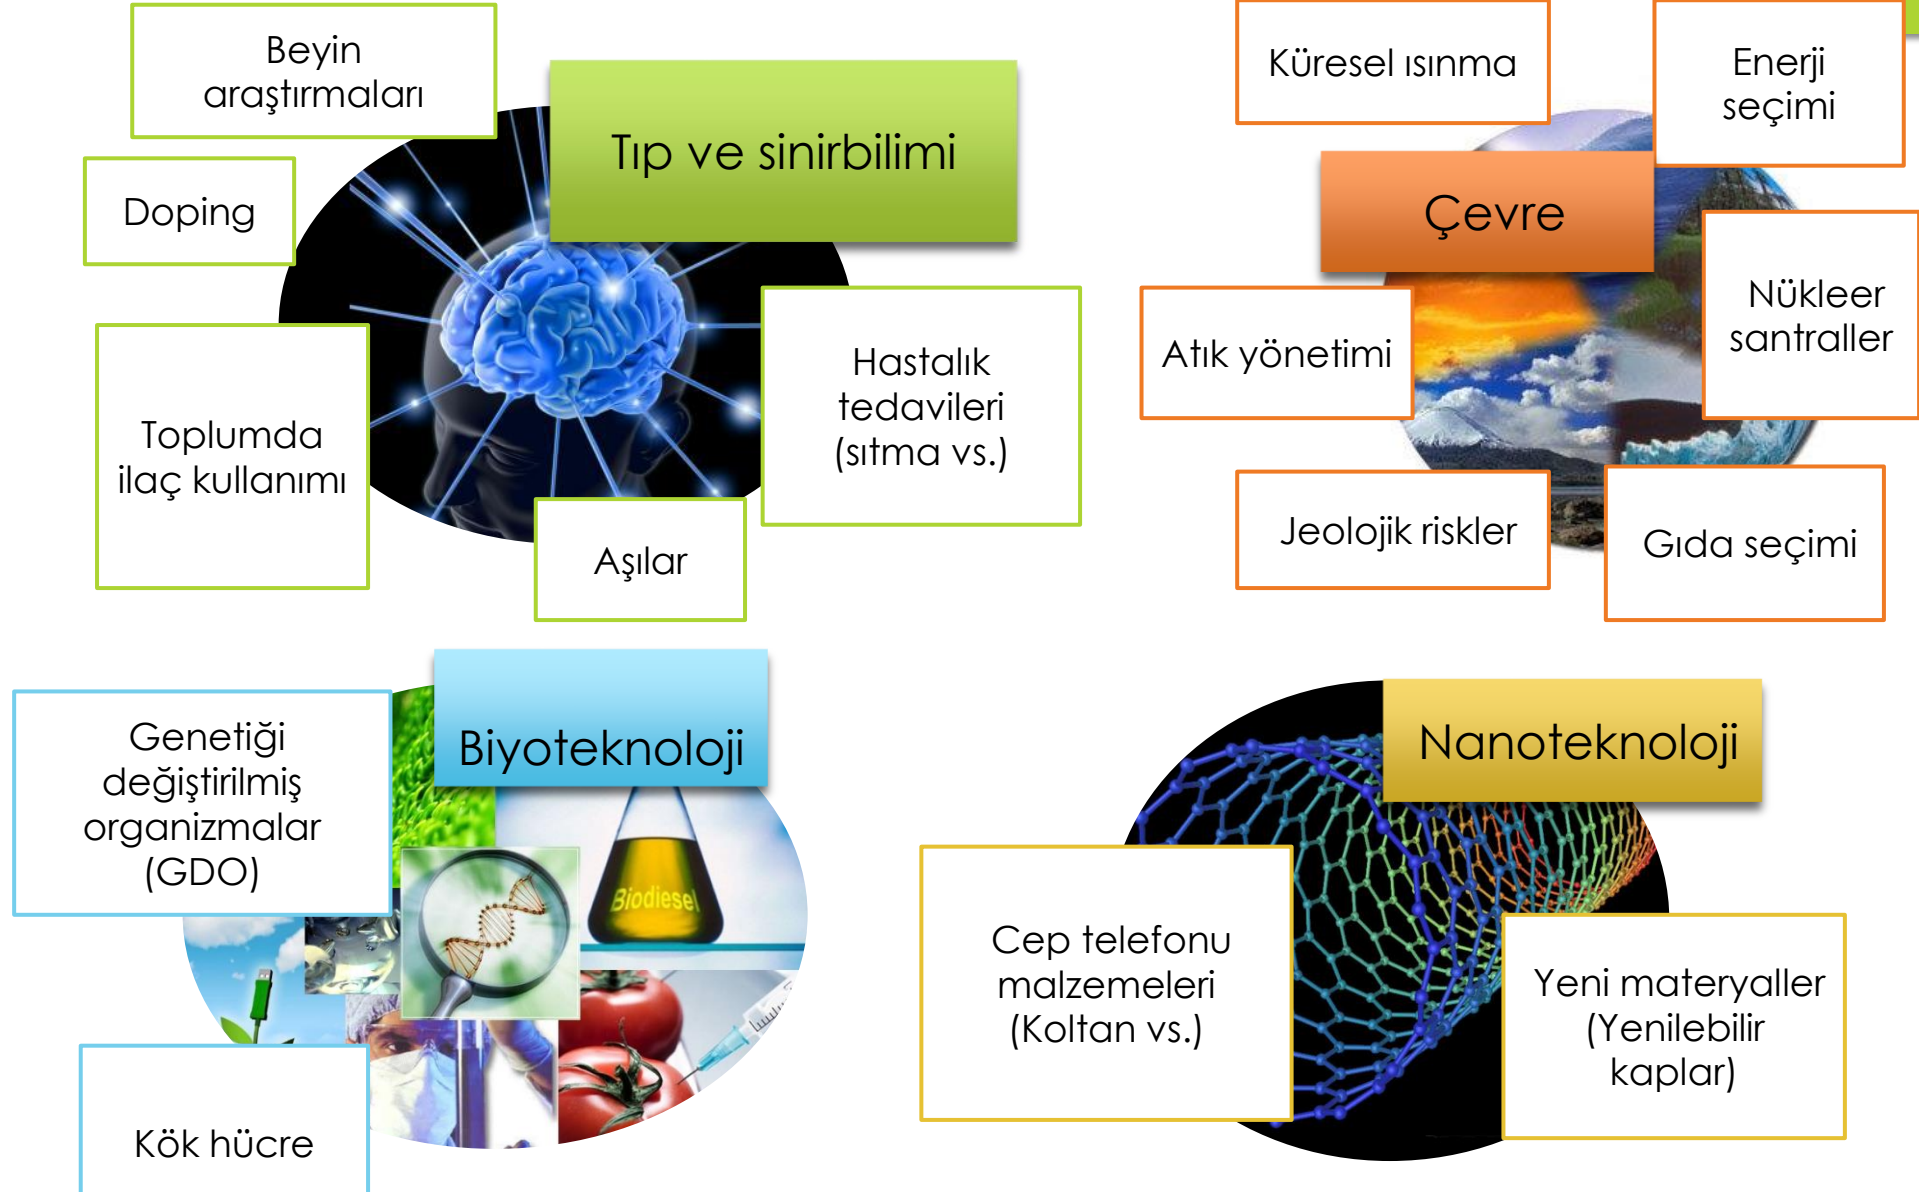 Beyin
araştırmaları
Tıp ve sinirbilimi
Doping
Toplumda
ilaç kullanımı
Hastalık
tedavileri
(sıtma vs.)
Aşılar
Küresel ısınma
Enerji
seçimi
Çevre
Nükleer
santraller
Atık yönetimi
Jeolojik riskler
Gıda seçimi
Biyoteknoloji
Genetiği
değiştirilmiş
organizmalar
(GDO)
Biodiesel
Kök hücre
Nanoteknoloji
Cep telefonu
malzemeleri
(Koltan vs.)
Yeni materyaller
(Yenilebilir
kaplar)